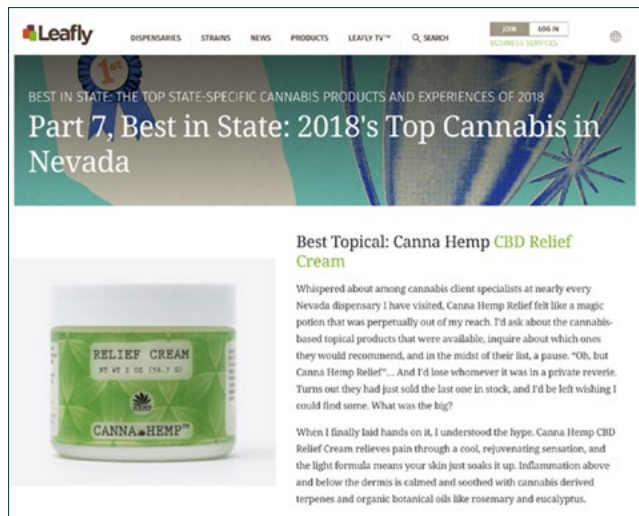 Leafly
DISPENSARIES STRAINS NEWS PRODUCTS LEAFLY TV™ SEARCH
JOIN LOG IN
BUSINESS SERVICES
1st
BEST IN STATE: THE TOP STATE-SPECIFIC CANNABIS PRODUCTS AND EXPERIENCES OF 2018
Part 7, Best in State: 2018's Top Cannabis in
Nevada
Best Topical: Canna Hemp CBD Relief
Cream
Whispered about among cannabis client specialists at nearly every
Nevada dispensary I have visited, Canna Hemp Relief felt like a magic
potion that was perpetually out of my reach. I'd ask about the cannabis-
based topical products that were available, inquire about which ones
they would recommend, and in the midst of their list, a pause. "Oh, but
Canna Hemp Relief"... And I'd lose whomever it was in a private reverie.
Turns out they had just sold the last one in stock, and I'd be left wishing I
could find some. What was the big?
When I finally laid hands on it, I understood the hype. Canna Hemp CBD
Relief Cream relieves pain through a cool, rejuvenating sensation, and
the light formula means your skin just soaks it up. Inflammation above
and below the dermis is calmed and soothed with cannabis derived
terpenes and organic botanical oils like rosemary and eucalyptus.
RELIEF CREAM
NT WT 2 OZ (56.7 G)
HEMP
CANNA HEMP™